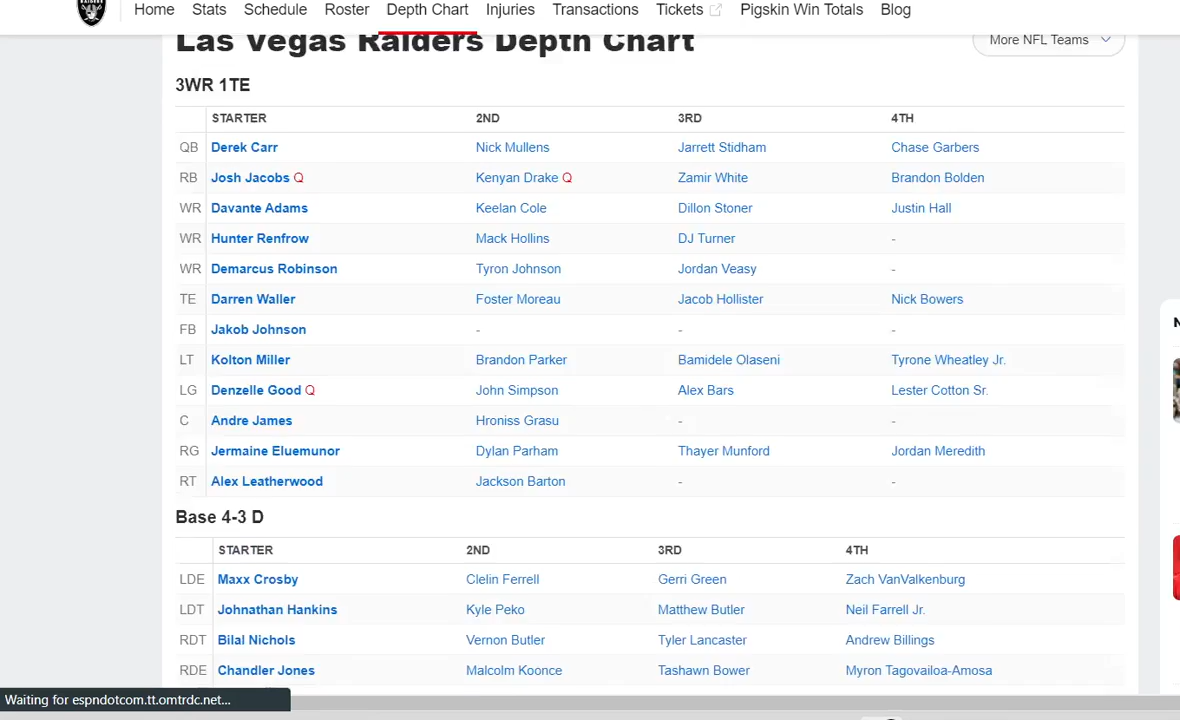 Home Stats Schedule Roster Depth Chart Injuries Transactions Tickets Pigskin Win Totals Blog
Las Vegas Raiders Depth Chart More NFL Teams
3WR 1TE
STARTER 2ND 3RD 4TH
QB Derek Carr Nick Mullens Jarrett Stidham Chase Garbers
RB Josh Jacobs Q Kenyan Drake Q Zamir White Brandon Bolden
WR Davante Adams Keelan Cole Dillon Stoner Justin Hall
WR Hunter Renfrow Mack Hollins DJ Turner -
WR Demarcus Robinson Tyron Johnson Jordan Veasy -
TE Darren Waller Foster Moreau Jacob Hollister Nick Bowers
FB Jakob Johnson - - -
LT Kolton Miller Brandon Parker Bamidele Olaseni Tyrone Wheatley Jr.
LG Denzelle Good Q John Simpson Alex Bars Lester Cotton Sr.
C Andre James Hroniss Grasu - -
RG Jermaine Eluemunor Dylan Parham Thayer Munford Jordan Meredith
RT Alex Leatherwood Jackson Barton - -
Base 4-3 D
STARTER 2ND 3RD 4TH
LDE Maxx Crosby Clelin Ferrell Gerri Green Zach VanValkenburg
LDT Johnathan Hankins Kyle Peko Matthew Butler Neil Farrell Jr.
RDT Bilal Nichols Vernon Butler Tyler Lancaster Andrew Billings
RDE Chandler Jones Malcolm Koonce Tashawn Bower Myron Tagovailoa-Amosa
Waiting for espndotcom.tt.omtrdc.net...